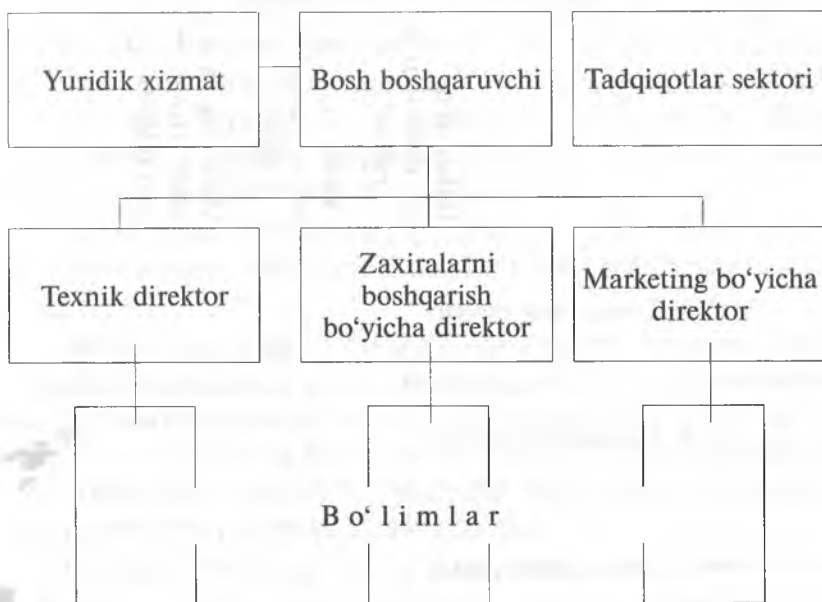 Yuridik xizmat
Bosh boshqaruvchi
Tadqiqotlar sektori
Texnik direktor
Zaxiralarni
boshqarish
bo‘yicha direktor
Marketing bo‘yicha
direktor
B o‘ l i m l a r